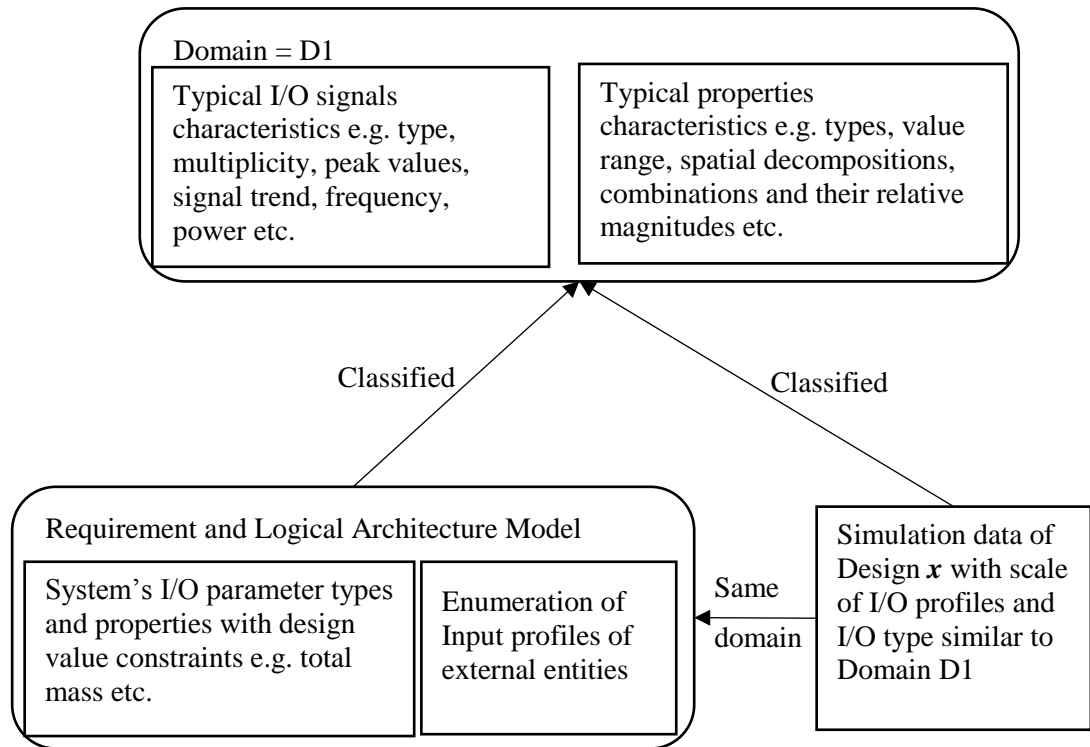 Domain = D1
Typical I/O signals
characteristics e.g. type,
multiplicity, peak values,
signal trend, frequency,
power etc.
Typical properties
characteristics e.g. types, value
range, spatial decompositions,
combinations and their relative
magnitudes etc.
Classified
Classified
Requirement and Logical Architecture Model
System’s I/O parameter types
and properties with design
value constraints e.g. total
mass etc.
Enumeration of
Input profiles of
external entities
Same
domain
Simulation data of
Design x with scale
of I/O profiles and
I/O type similar to
Domain D1